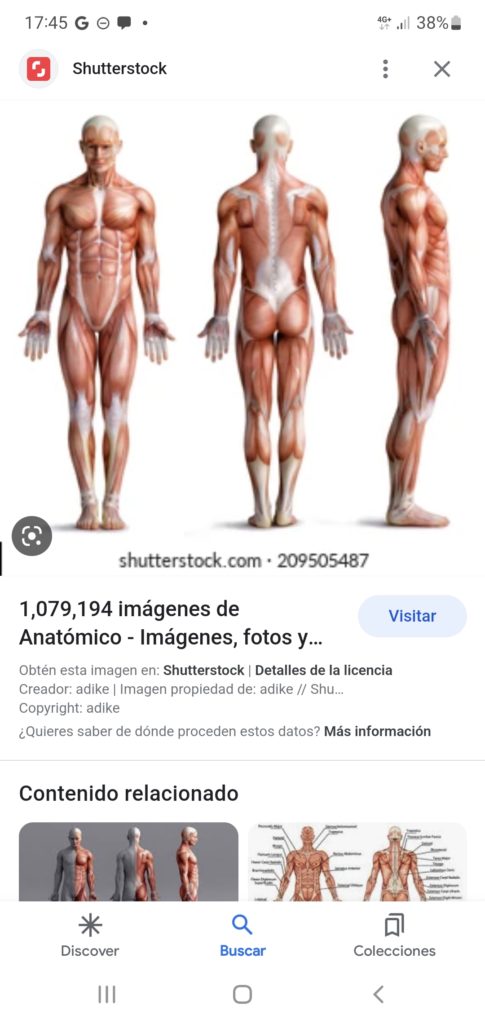 17:45
4G+
38%
Shutterstock
shutterstock.com · 209505487
1,079,194 imágenes de
Anatómico - Imágenes, fotos y...
Visitar
Obtén esta imagen en: Shutterstock | Detalles de la licencia
Creador: adike | Imagen propiedad de: adike // Shu...
Copyright: adike
¿Quieres saber de dónde proceden estos datos? Más información
Contenido relacionado
Discover
Buscar
Colecciones